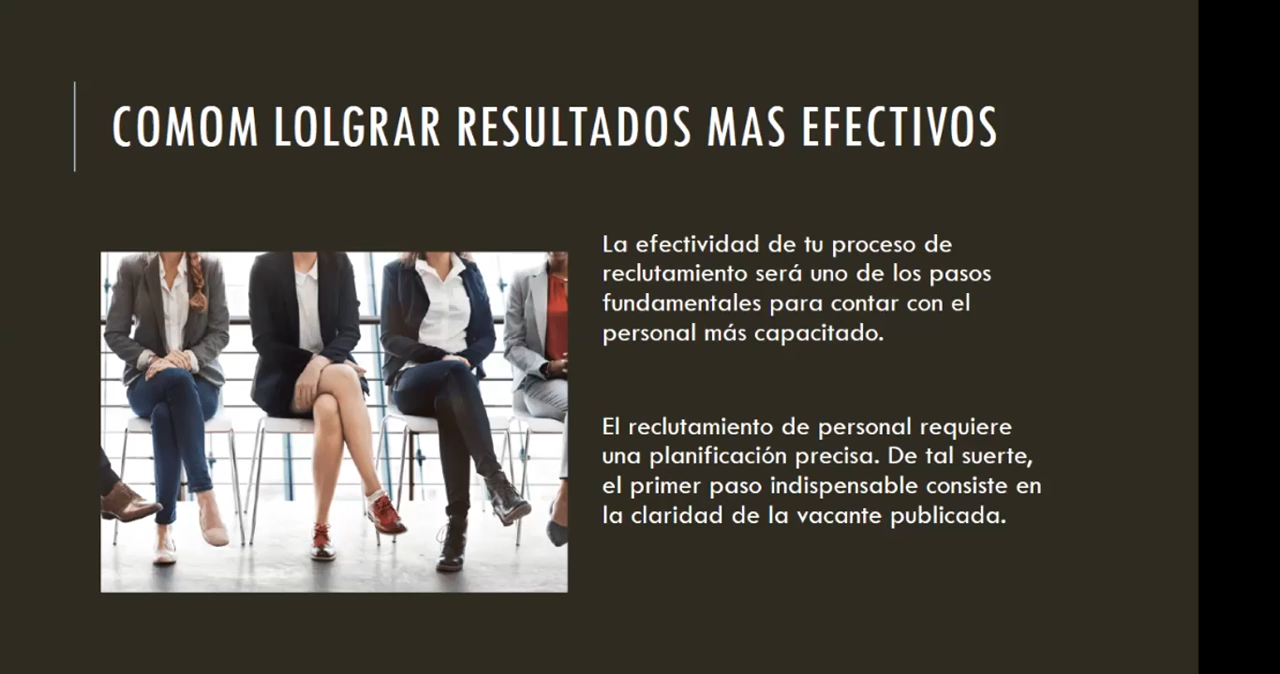 COMOM LOLGRAR RESULTADOS MAS EFECTIVOS
La efectividad de tu proceso de
reclutamiento será uno de los pasos
fundamentales para contar con el
personal más capacitado.
El reclutamiento de personal requiere
una planificación precisa. De tal suerte,
el primer paso indispensable consiste en
la claridad de la vacante publicada.